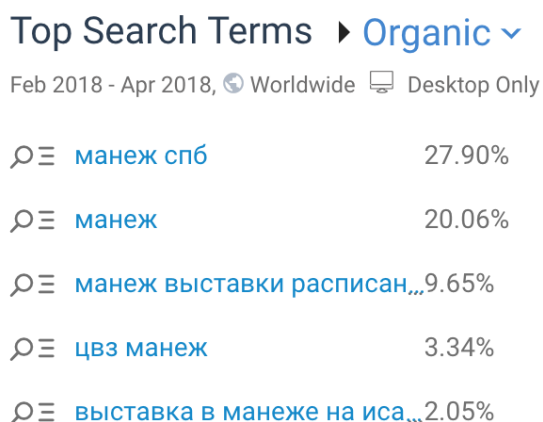 Top Search Terms Organic
Feb 2018 - Apr 2018, Worldwide Desktop Only
манеж спб 27.90%
манеж 20.06%
манеж выставки расписан... 9.65%
цвз манеж 3.34%
выставка в манеже на иса... 2.05%